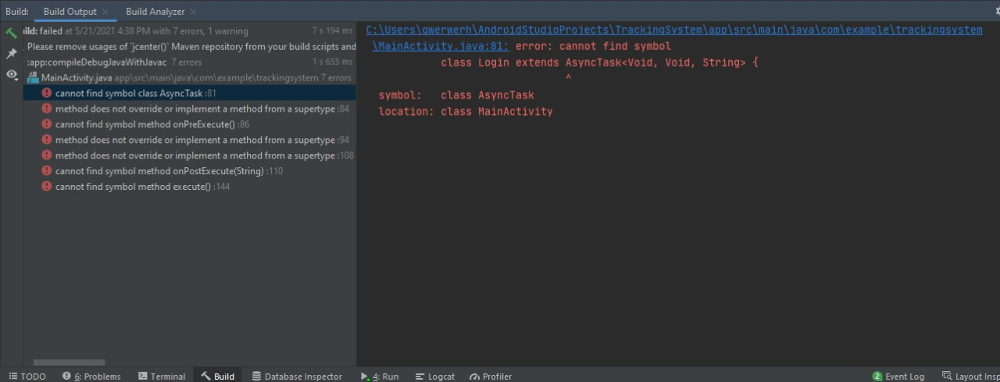 Build: Build Output Build Analyzer
ild: failed at 5/21/2021 4:38 PM with 7 errors, 1 warning 7 s 194 ms
Please remove usages of `jcenter()` Maven repository from your build scripts and
:app:compileDebugJavaWithJavac 7 errors 1 s 655 ms
MainActivity.java app\src\main\java\com\example\trackingsystem 7 errors
cannot find symbol class AsyncTask :81
method does not override or implement a method from a supertype :84
cannot find symbol method onPreExecute() :86
method does not override or implement a method from a supertype :94
method does not override or implement a method from a supertype :108
cannot find symbol method onPostExecute(String) :110
cannot find symbol method execute() :144
C:\Users\qwerwerh\AndroidStudioProjects\TrackingSystem\app\src\main\java\com\example\trackingsystem
\MainActivity.java:81: error: cannot find symbol
class Login extends AsyncTask<Void, Void, String> {
^
symbol: class AsyncTask
location: class MainActivity
TODO 6: Problems Terminal Build Database Inspector 4: Run Logcat Profiler 2 Event Log Layout Insp